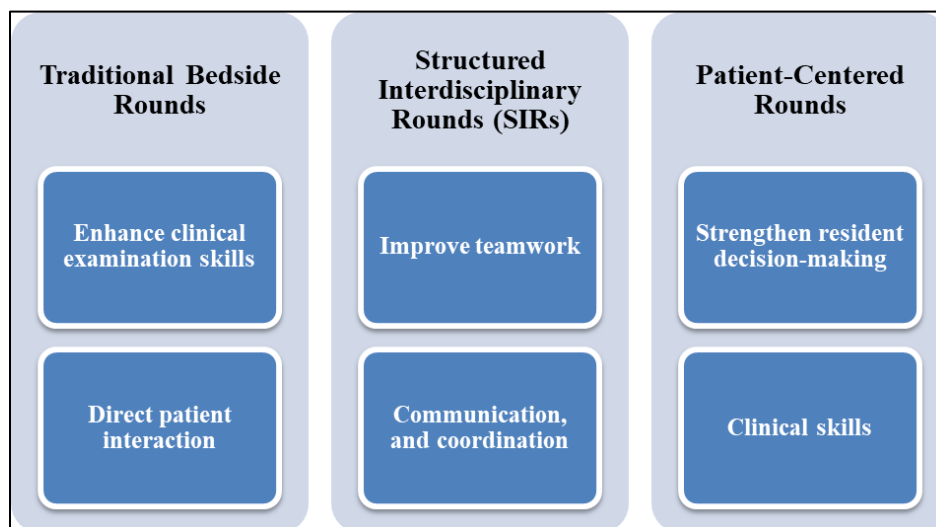 Traditional Bedside
Rounds
Enhance clinical
examination skills
Direct patient
interaction
Structured
Interdisciplinary
Rounds (SIRs)
Improve teamwork
Communication,
and coordination
Patient-Centered
Rounds
Strengthen resident
decision-making
Clinical skills